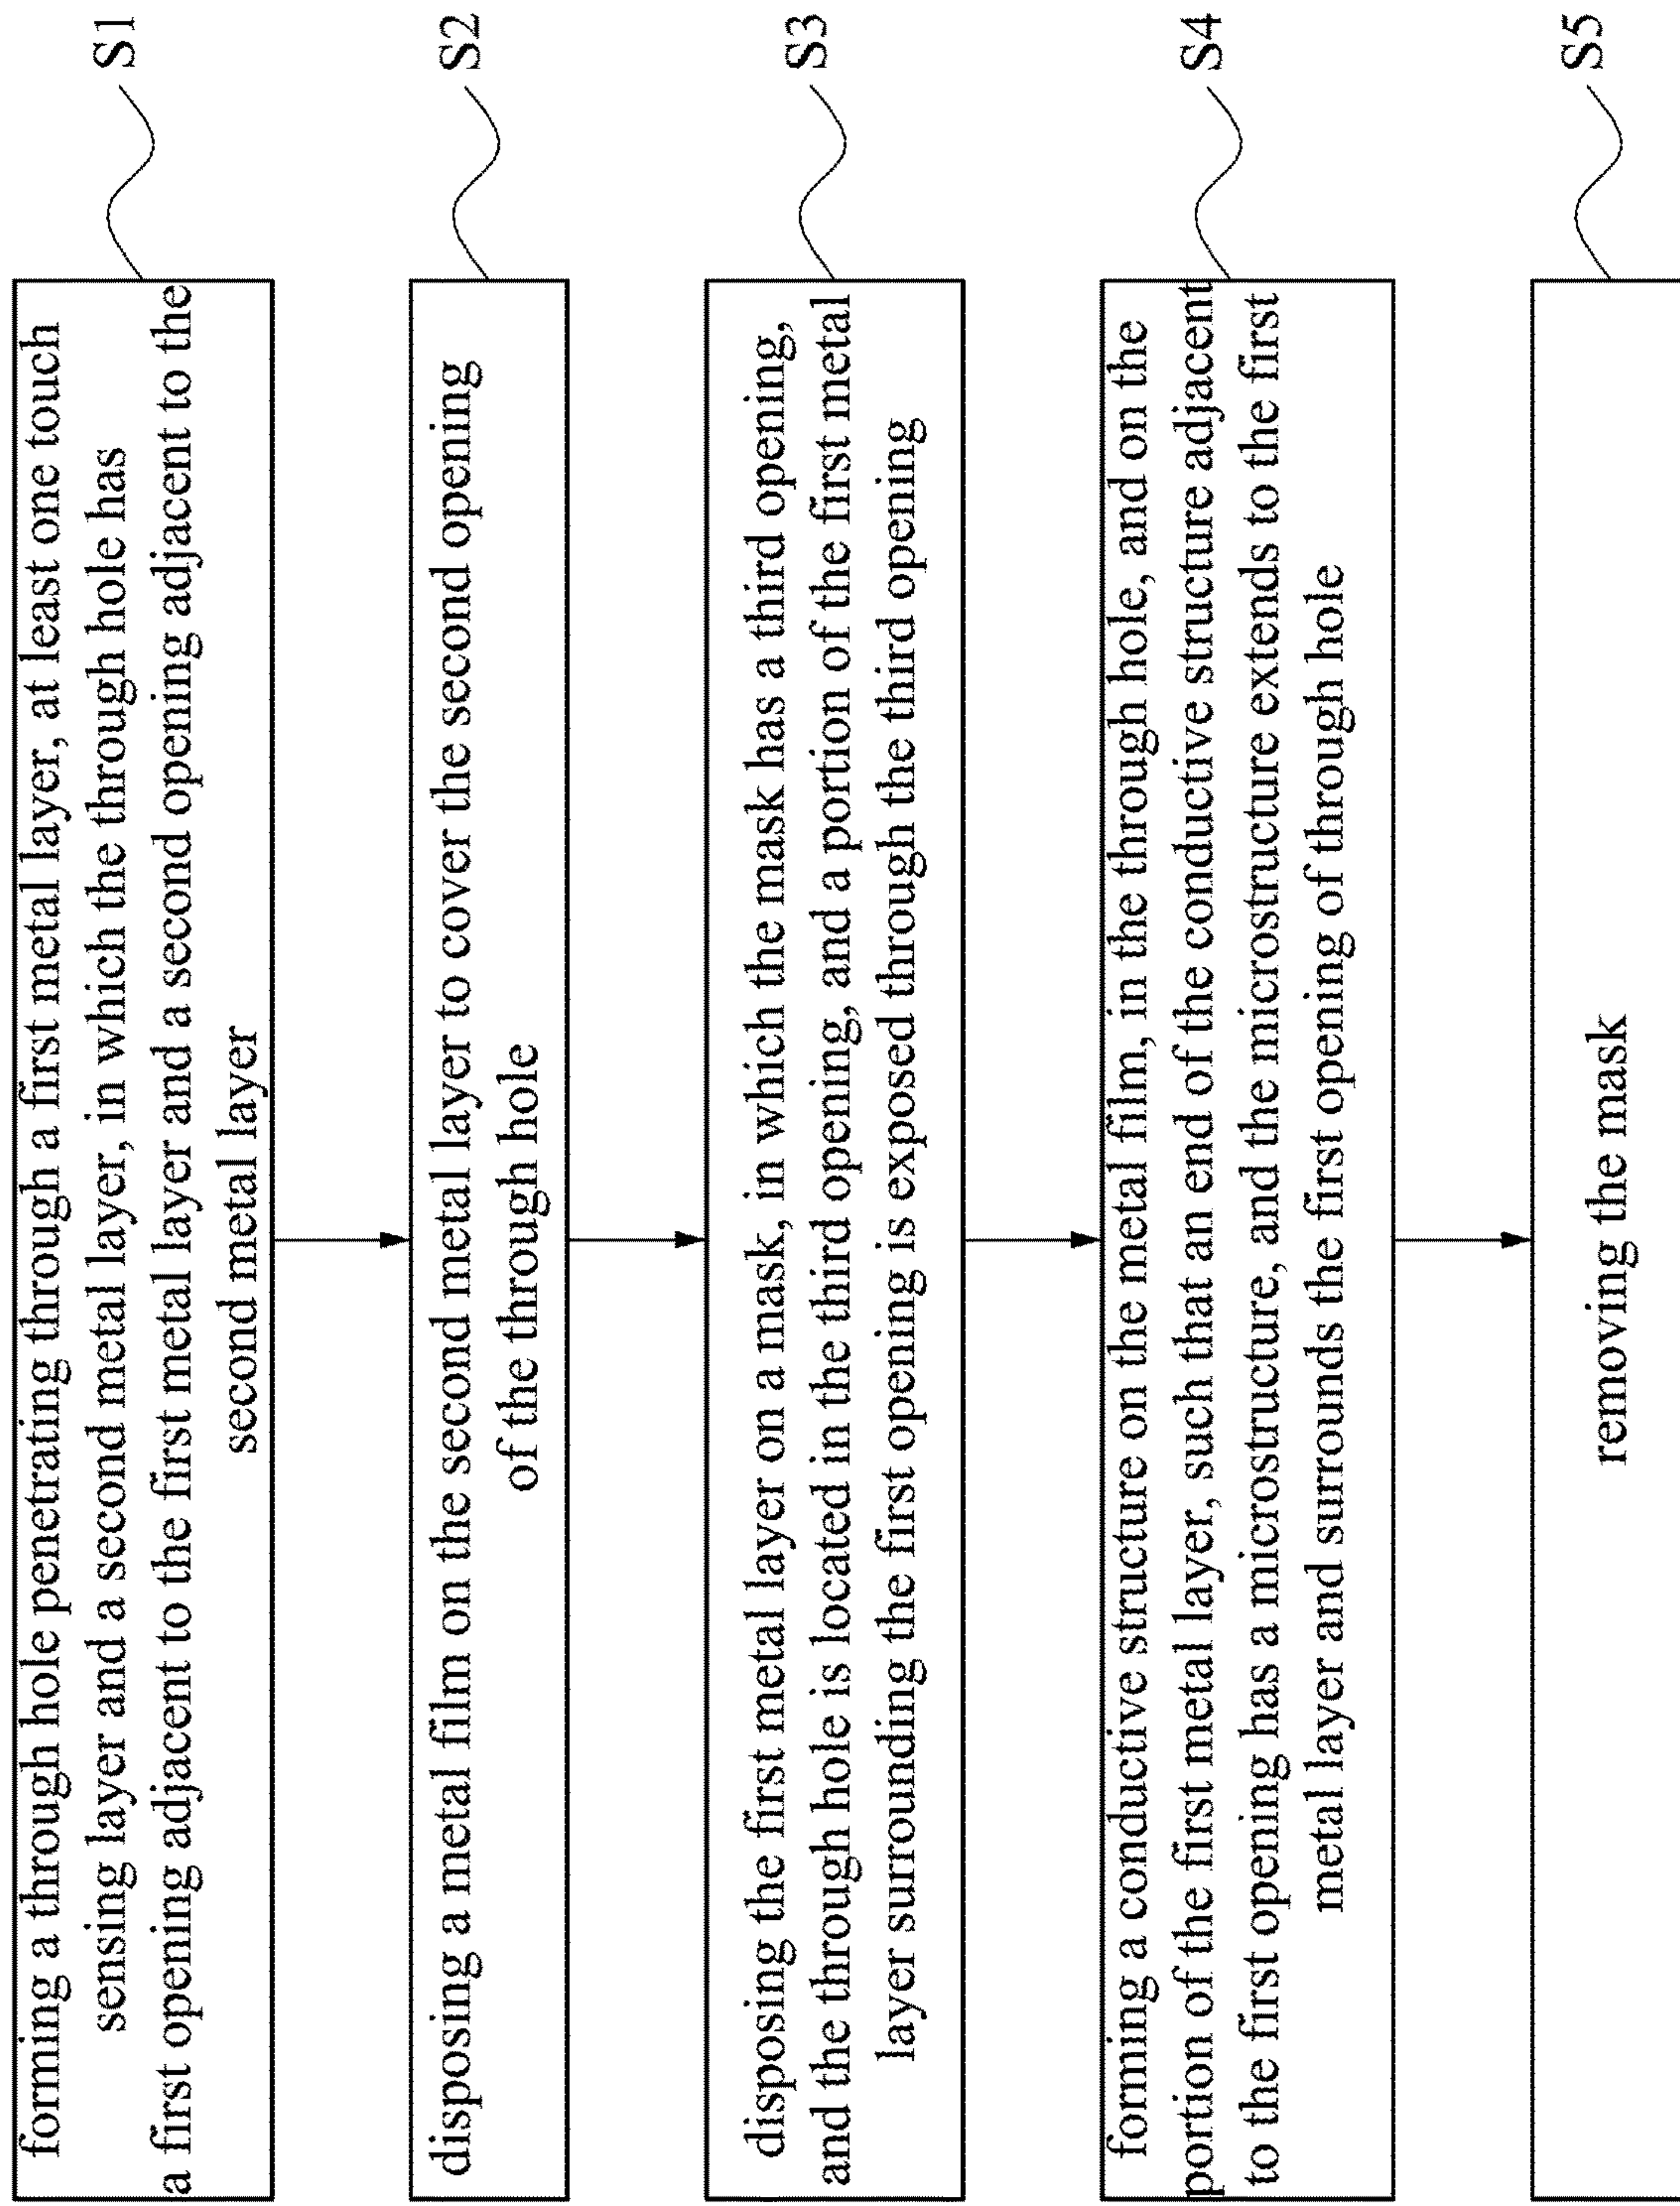 forming a through hole penetrating through a first metal layer, at least one touch
sensing layer and a second metal layer, in which the through hole has
a first opening adjacent to the first metal layer and a second opening adjacent to the
second metal layer
S1
disposing a metal film on the second metal layer to cover the second opening
of the through hole
S2
disposing the first metal layer on a mask, in which the mask has a third opening,
and the through hole is located in the third opening, and a portion of the first metal
layer surrounding the first opening is exposed through the third opening
S3
forming a conductive structure on the metal film, in the through hole, and on the
portion of the first metal layer, such that an end of the conductive structure adjacent
to the first opening has a microstructure, and the microstructure extends to the first
metal layer and surrounds the first opening of through hole
S4
removing the mask
S5